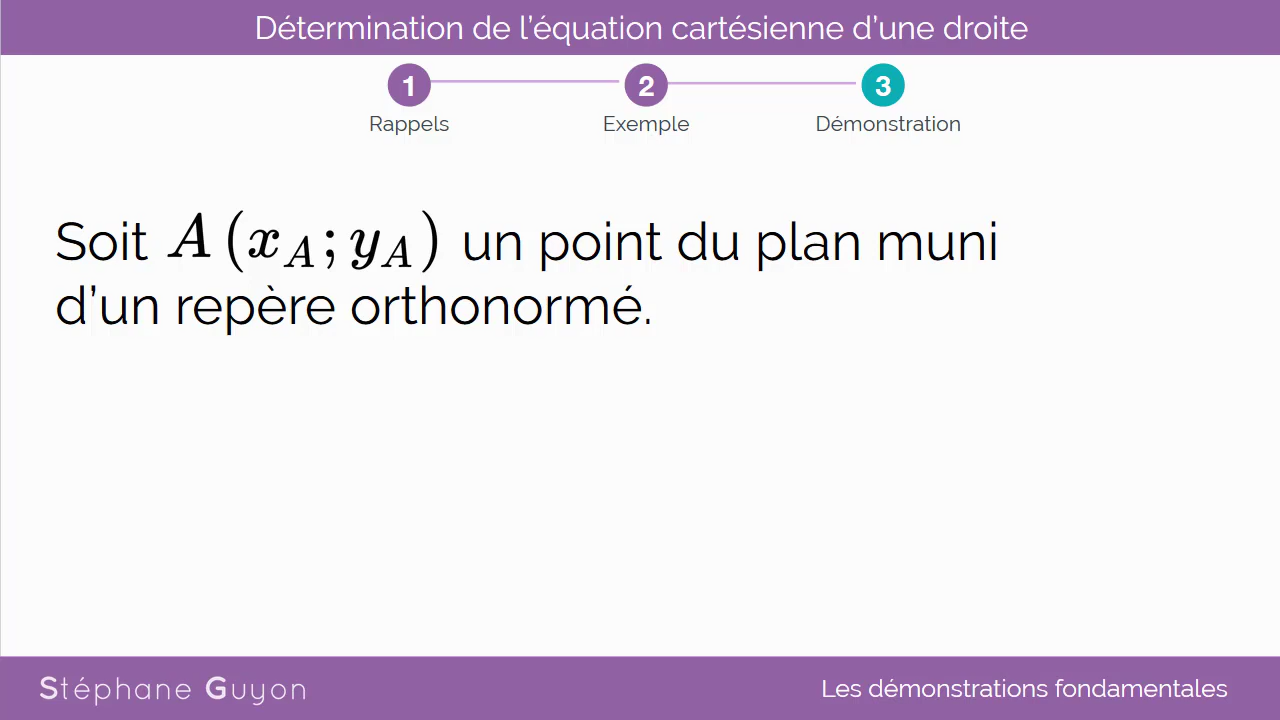 Détermination de l’équation cartésienne d’une droite
1 2 3
Rappels Exemple Démonstration
Soit A (x_A ; y_A) un point du plan muni
d’un repère orthonormé.
Stéphane Guyon Les démonstrations fondamentales